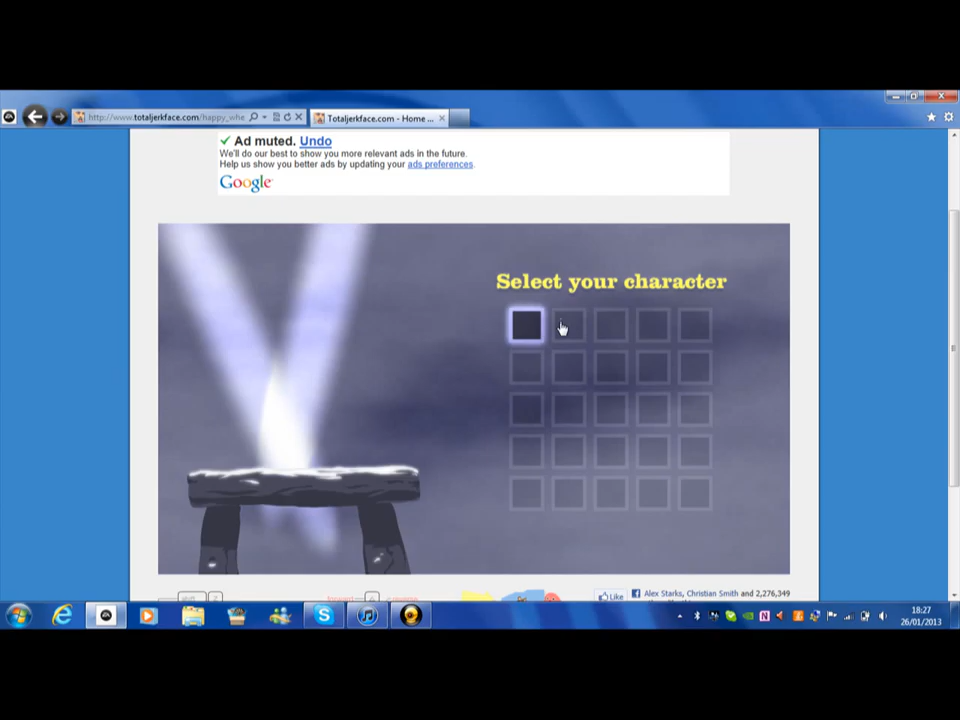 http://www.totaljerkface.com/happy_whe
Totaljerkface.com - Home ...
Ad muted. Undo
We'll do our best to show you more relevant ads in the future.
Help us show you better ads by updating your ads preferences.
Google
Select your character
shift
Z
Like
Alex Starks, Christian Smith and 2,276,349
18:27
26/01/2013